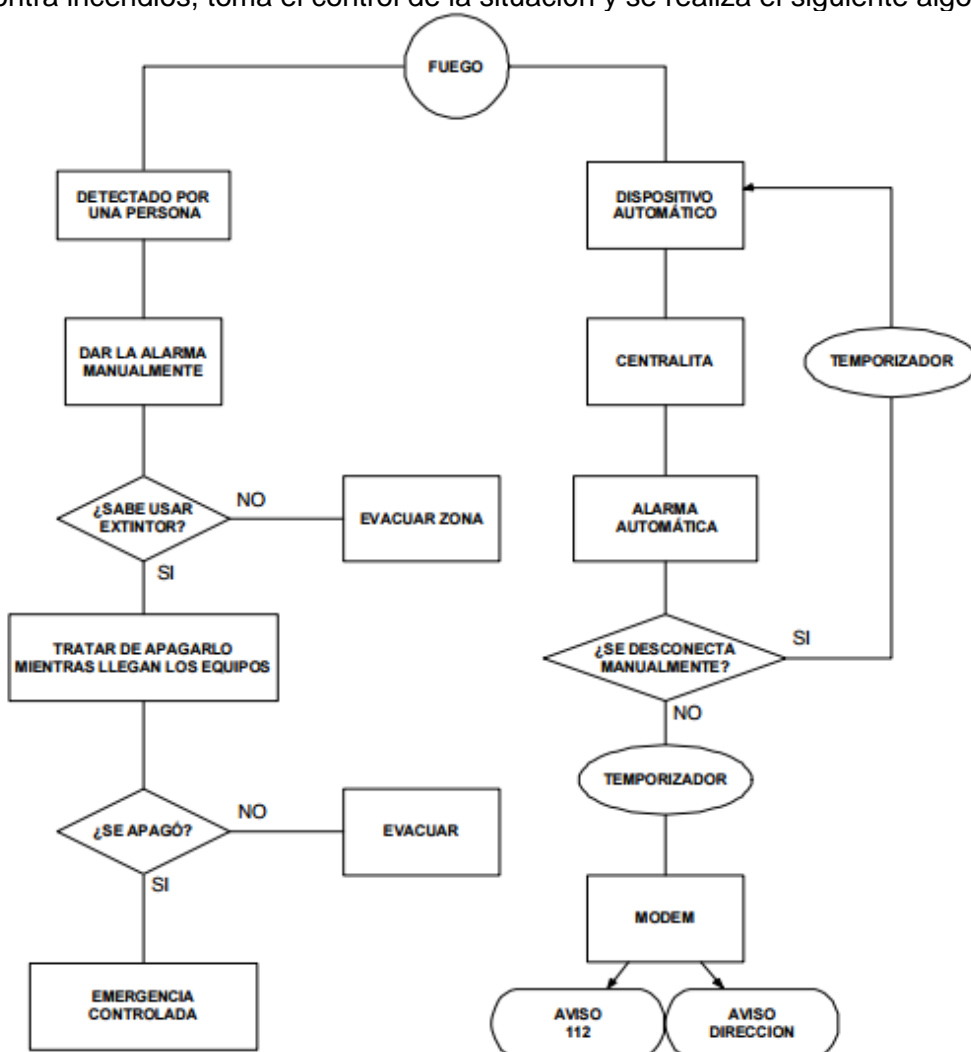 ontra incendios, toma el control de la situación y se realiza el siguiente algo
FUEGO
DETECTADO POR
UNA PERSONA
DISPOSITIVO
AUTOMÁTICO
DAR LA ALARMA
MANUALMENTE
CENTRALITA
TEMPORIZADOR
¿SABE USAR
EXTINTOR?
NO
EVACUAR ZONA
ALARMA
AUTOMÁTICA
SI
TRATAR DE APAGARLO
MIENTRAS LLEGAN LOS EQUIPOS
¿SE DESCONECTA
MANUALMENTE?
SI
NO
TEMPORIZADOR
¿SE APAGÓ?
NO
EVACUAR
SI
MODEM
EMERGENCIA
CONTROLADA
AVISO
112
AVISO
DIRECCION